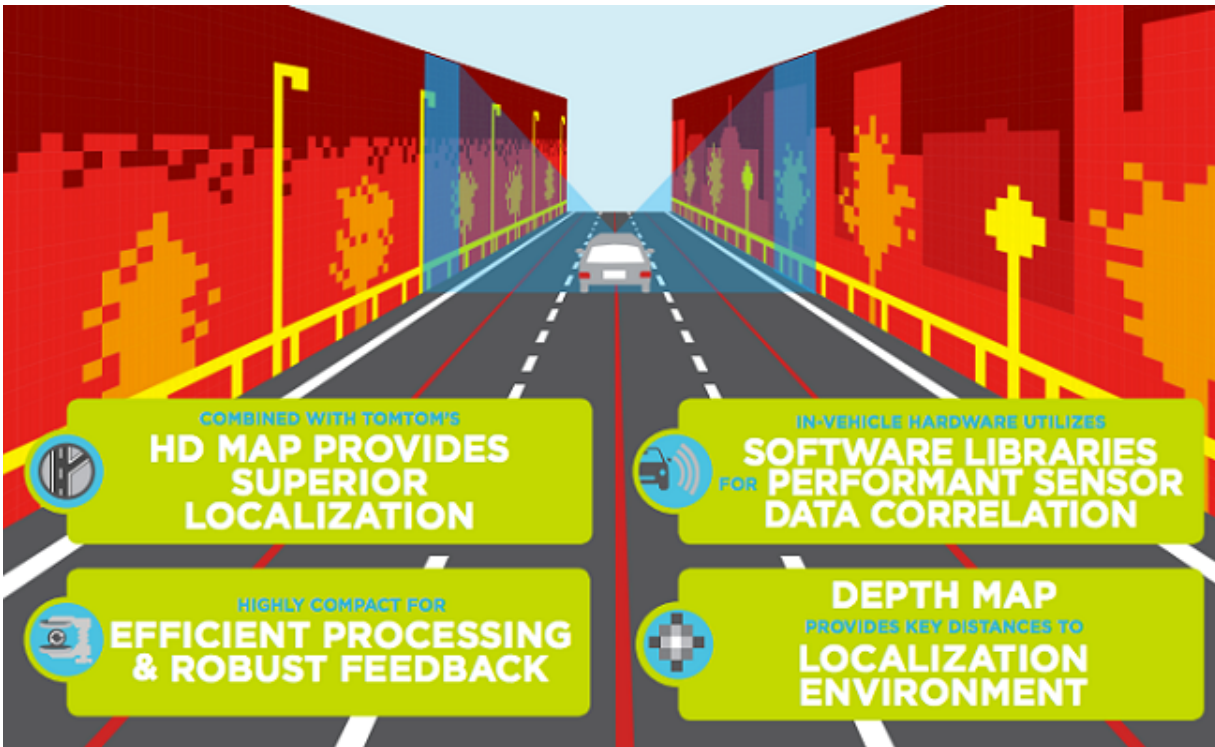 COMBINED WITH TOMTOM'S
HD MAP PROVIDES
SUPERIOR
LOCALIZATION
IN-VEHICLE HARDWARE UTILIZES
SOFTWARE LIBRARIES
FOR PERFORMANT SENSOR
DATA CORRELATION
HIGHLY COMPACT FOR
EFFICIENT PROCESSING
& ROBUST FEEDBACK
DEPTH MAP
PROVIDES KEY DISTANCES TO
LOCALIZATION
ENVIRONMENT